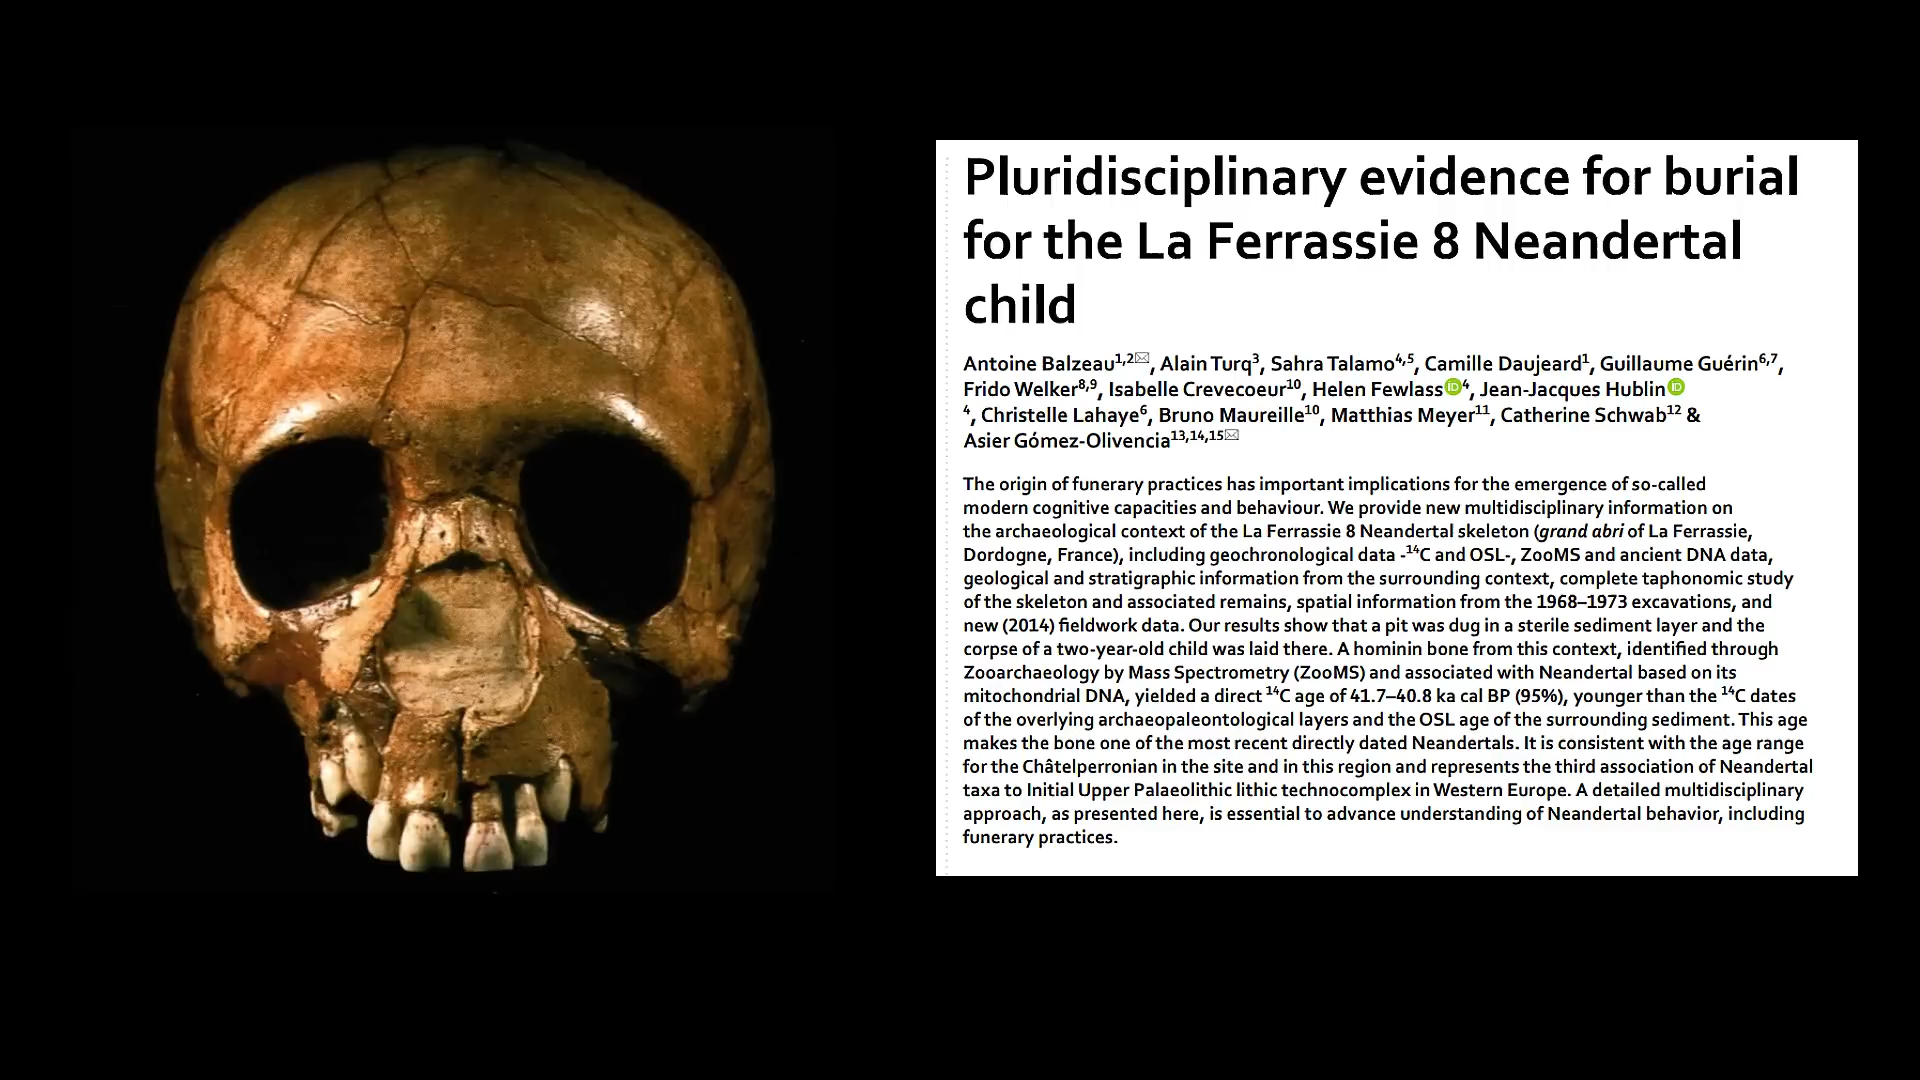 Pluridisciplinary evidence for burial
for the La Ferrassie 8 Neandertal
child
Antoine Balzeau1,2✉, Alain Turq3, Sahra Talamo4,5, Camille Daujeard1, Guillaume Guérin6,7,
Frido Welker8,9, Isabelle Crevecoeur10, Helen Fewlass iD 4, Jean-Jacques Hublin iD
4, Christelle Lahaye6, Bruno Maureille10, Matthias Meyer11, Catherine Schwab12 &
Asier Gómez-Olivencia13,14,15✉
The origin of funerary practices has important implications for the emergence of so-called
modern cognitive capacities and behaviour. We provide new multidisciplinary information on
the archaeological context of the La Ferrassie 8 Neandertal skeleton (grand abri of La Ferrassie,
Dordogne, France), including geochronological data -14C and OSL-, ZooMS and ancient DNA data,
geological and stratigraphic information from the surrounding context, complete taphonomic study
of the skeleton and associated remains, spatial information from the 1968–1973 excavations, and
new (2014) fieldwork data. Our results show that a pit was dug in a sterile sediment layer and the
corpse of a two-year-old child was laid there. A hominin bone from this context, identified through
Zooarchaeology by Mass Spectrometry (ZooMS) and associated with Neandertal based on its
mitochondrial DNA, yielded a direct 14C age of 41.7–40.8 ka cal BP (95%), younger than the 14C dates
of the overlying archaeopaleontological layers and the OSL age of the surrounding sediment. This age
makes the bone one of the most recent directly dated Neandertals. It is consistent with the age range
for the Châtelperronian in the site and in this region and represents the third association of Neandertal
taxa to Initial Upper Palaeolithic lithic technocomplex in Western Europe. A detailed multidisciplinary
approach, as presented here, is essential to advance understanding of Neandertal behavior, including
funerary practices.